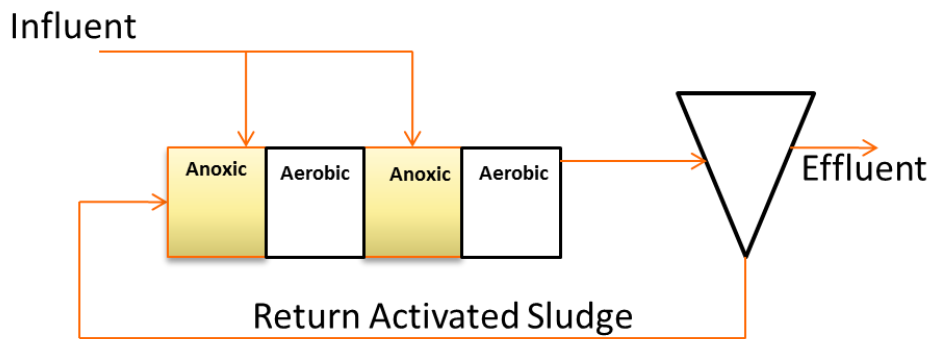 Influent
Anoxic
Aerobic
Anoxic
Aerobic
Effluent
Return Activated Sludge